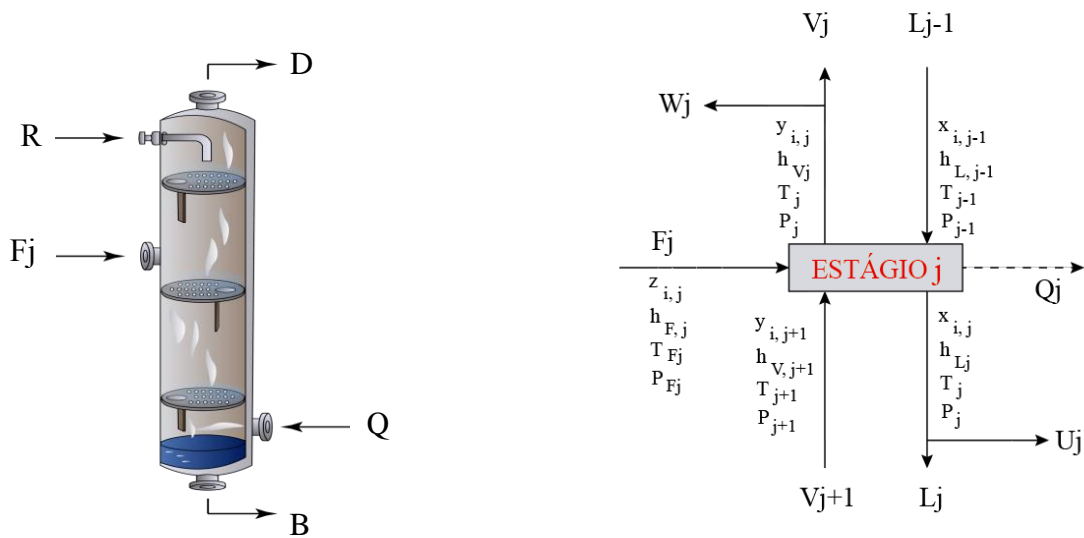 D
R
Fj
Q
B
Vj
Lj-1
Wj
y i, j
h Vj
T j
P j
x i, j-1
h L, j-1
T j-1
P j-1
Fj
ESTÁGIO j
Qj
z i, j
h F, j
T Fj
P Fj
y i, j+1
h V, j+1
T j+1
P j+1
x i, j
h Lj
T j
P j
Uj
Vj+1
Lj